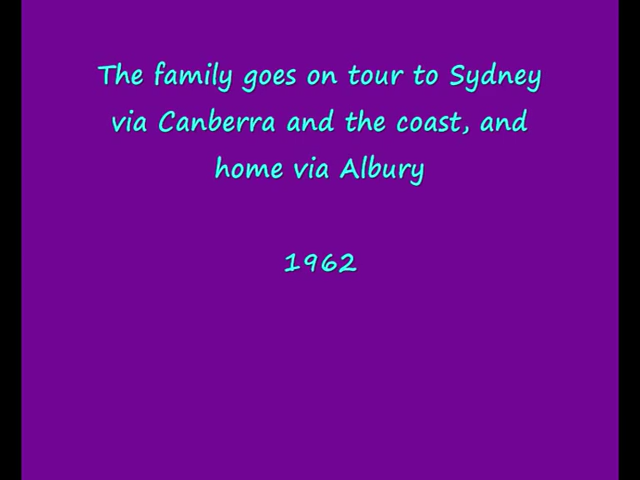 The family goes on tour to Sydney
via Canberra and the coast, and
home via Albury
1962